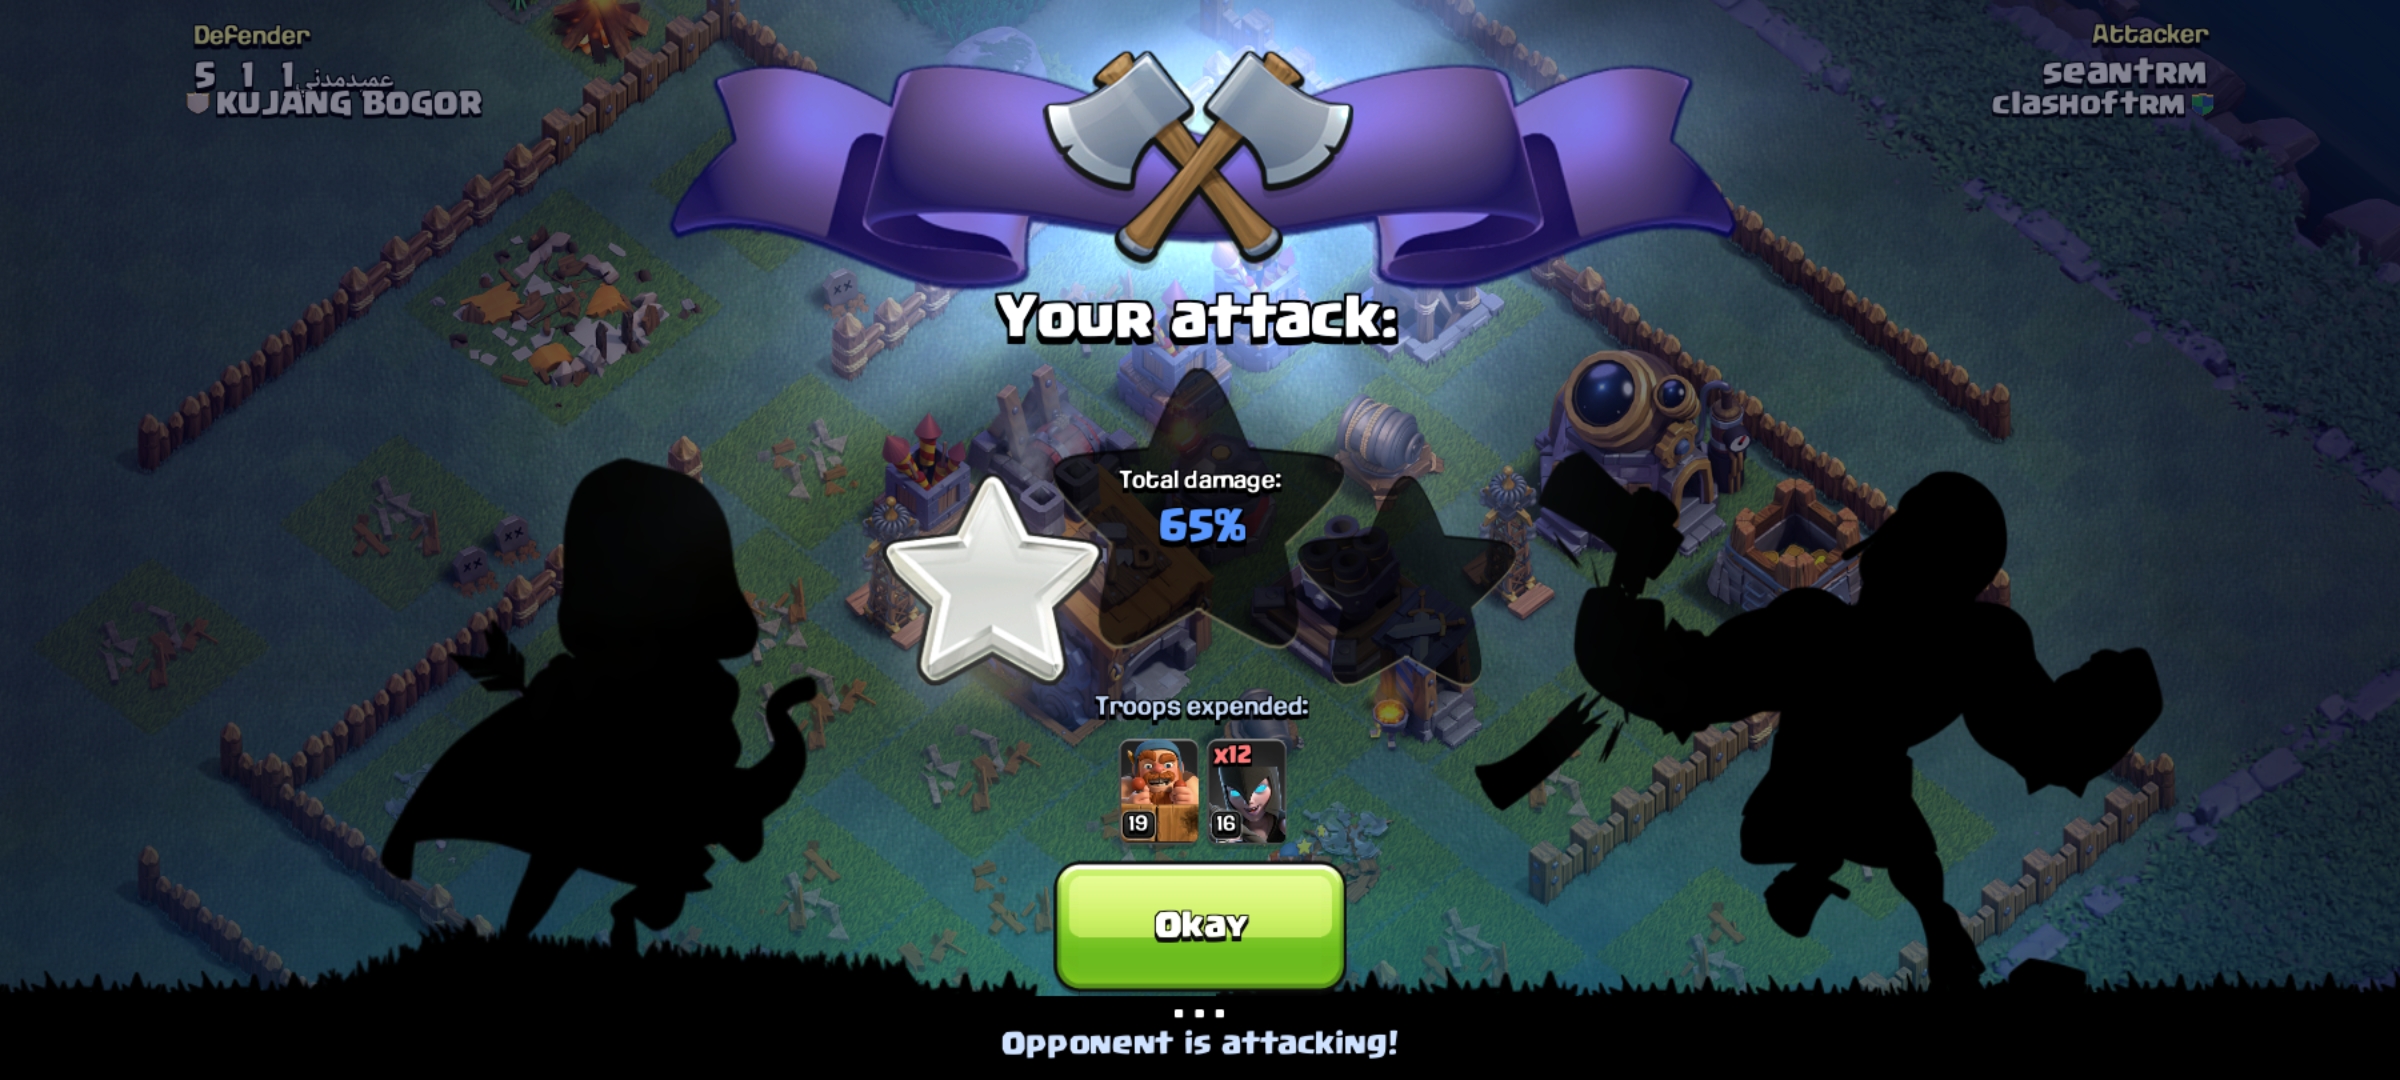 Defender
5 1 1 عمیدمدنی
KUJANG BOGOR
Attacker
seantRM
clashoftRM
Your attack:
Total damage:
65%
Troops expended:
x12
19
16
Okay
...
Opponent is attacking!